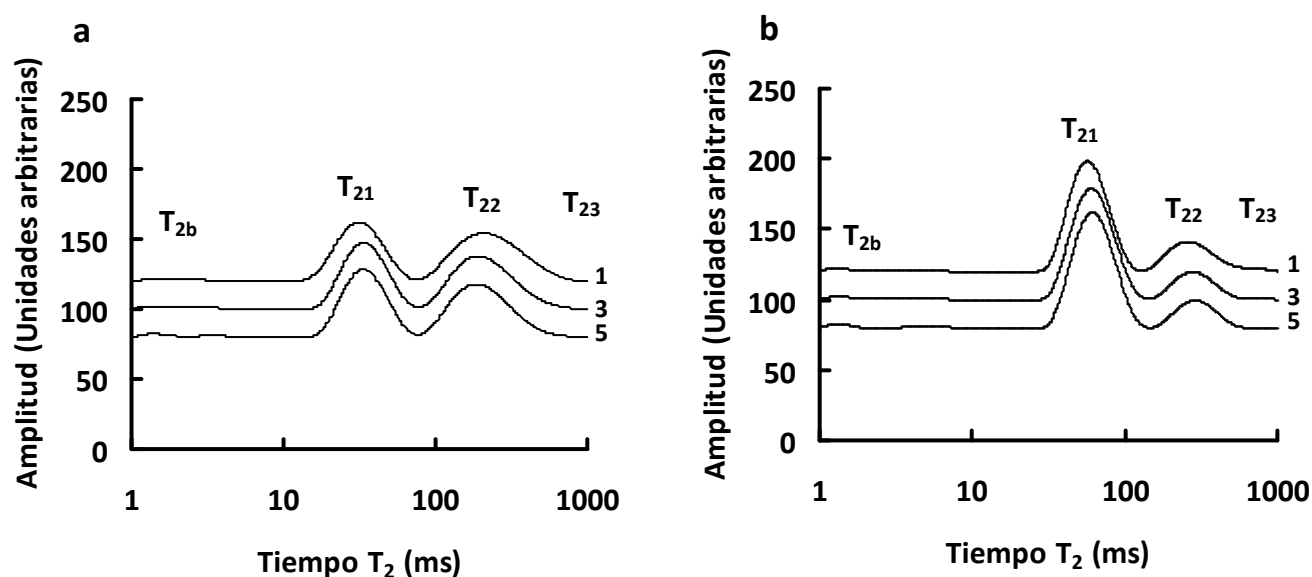 a
Amplitud (Unidades arbitrarias)
250
200
150
100
50
0
T2b
T21
T22
T23
1
3
5
1 10 100 1000
Tiempo T2 (ms)
b
Amplitud (Unidades arbitrarias)
250
200
150
100
50
0
T2b
T21
T22
T23
1
3
5
1 10 100 1000
Tiempo T2 (ms)